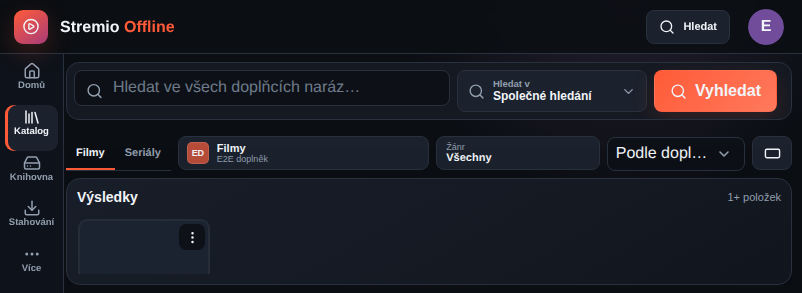 Stremio Offline
Hledat
E
Domů
Katalog
Knihovna
Stahování
Více
Hledat ve všech doplňcích naráz…
Hledat v
Společné hledání
Vyhledat
Filmy
Seriály
ED
Filmy
E2E doplněk
Žánr
Všechny
Podle dopl…
Výsledky
1+ položek